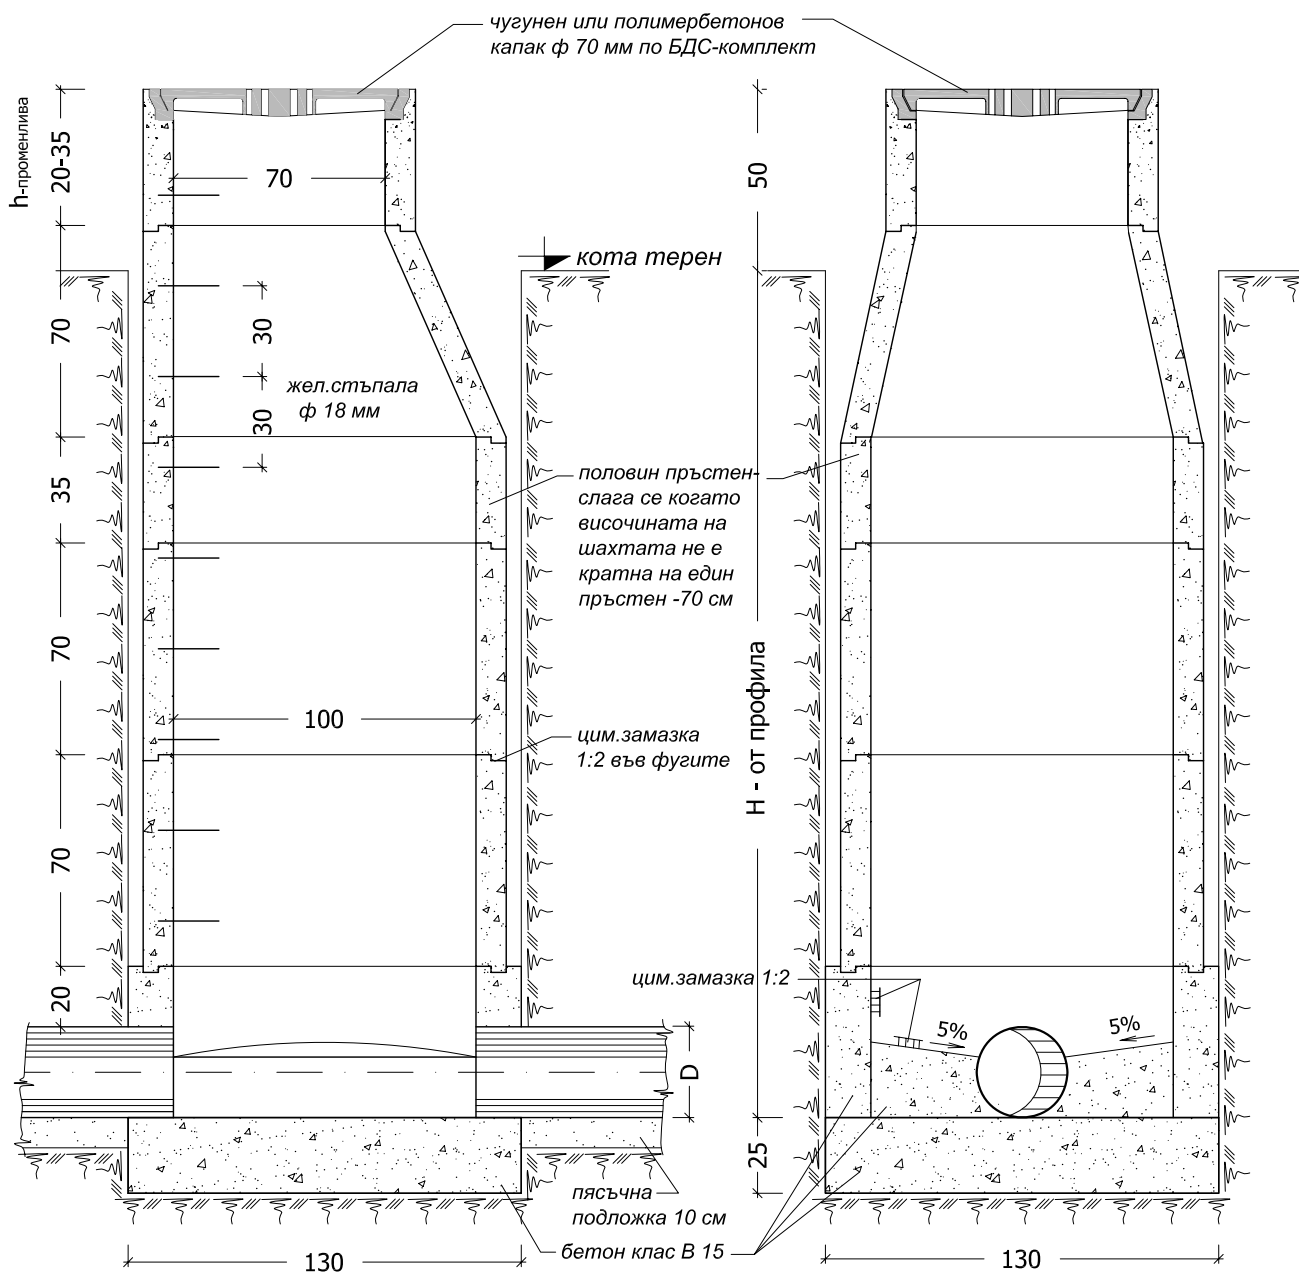 чугунен или полимербетонов
капак ф 70 мм по БДС-комплект
h-променлива
20-35
70
50
кота терен
70
30
жел.стъпала
ф 18 мм
30
35
половин пръстен-
слага се когато
височината на
шахтата не е
кратна на един
пръстен -70 см
70
100
цим.замазка
1:2 във фугите
H - от профила
70
цим.замазка 1:2
20
5%
5%
D
25
пясъчна
подложка 10 см
бетон клас В 15
130
130